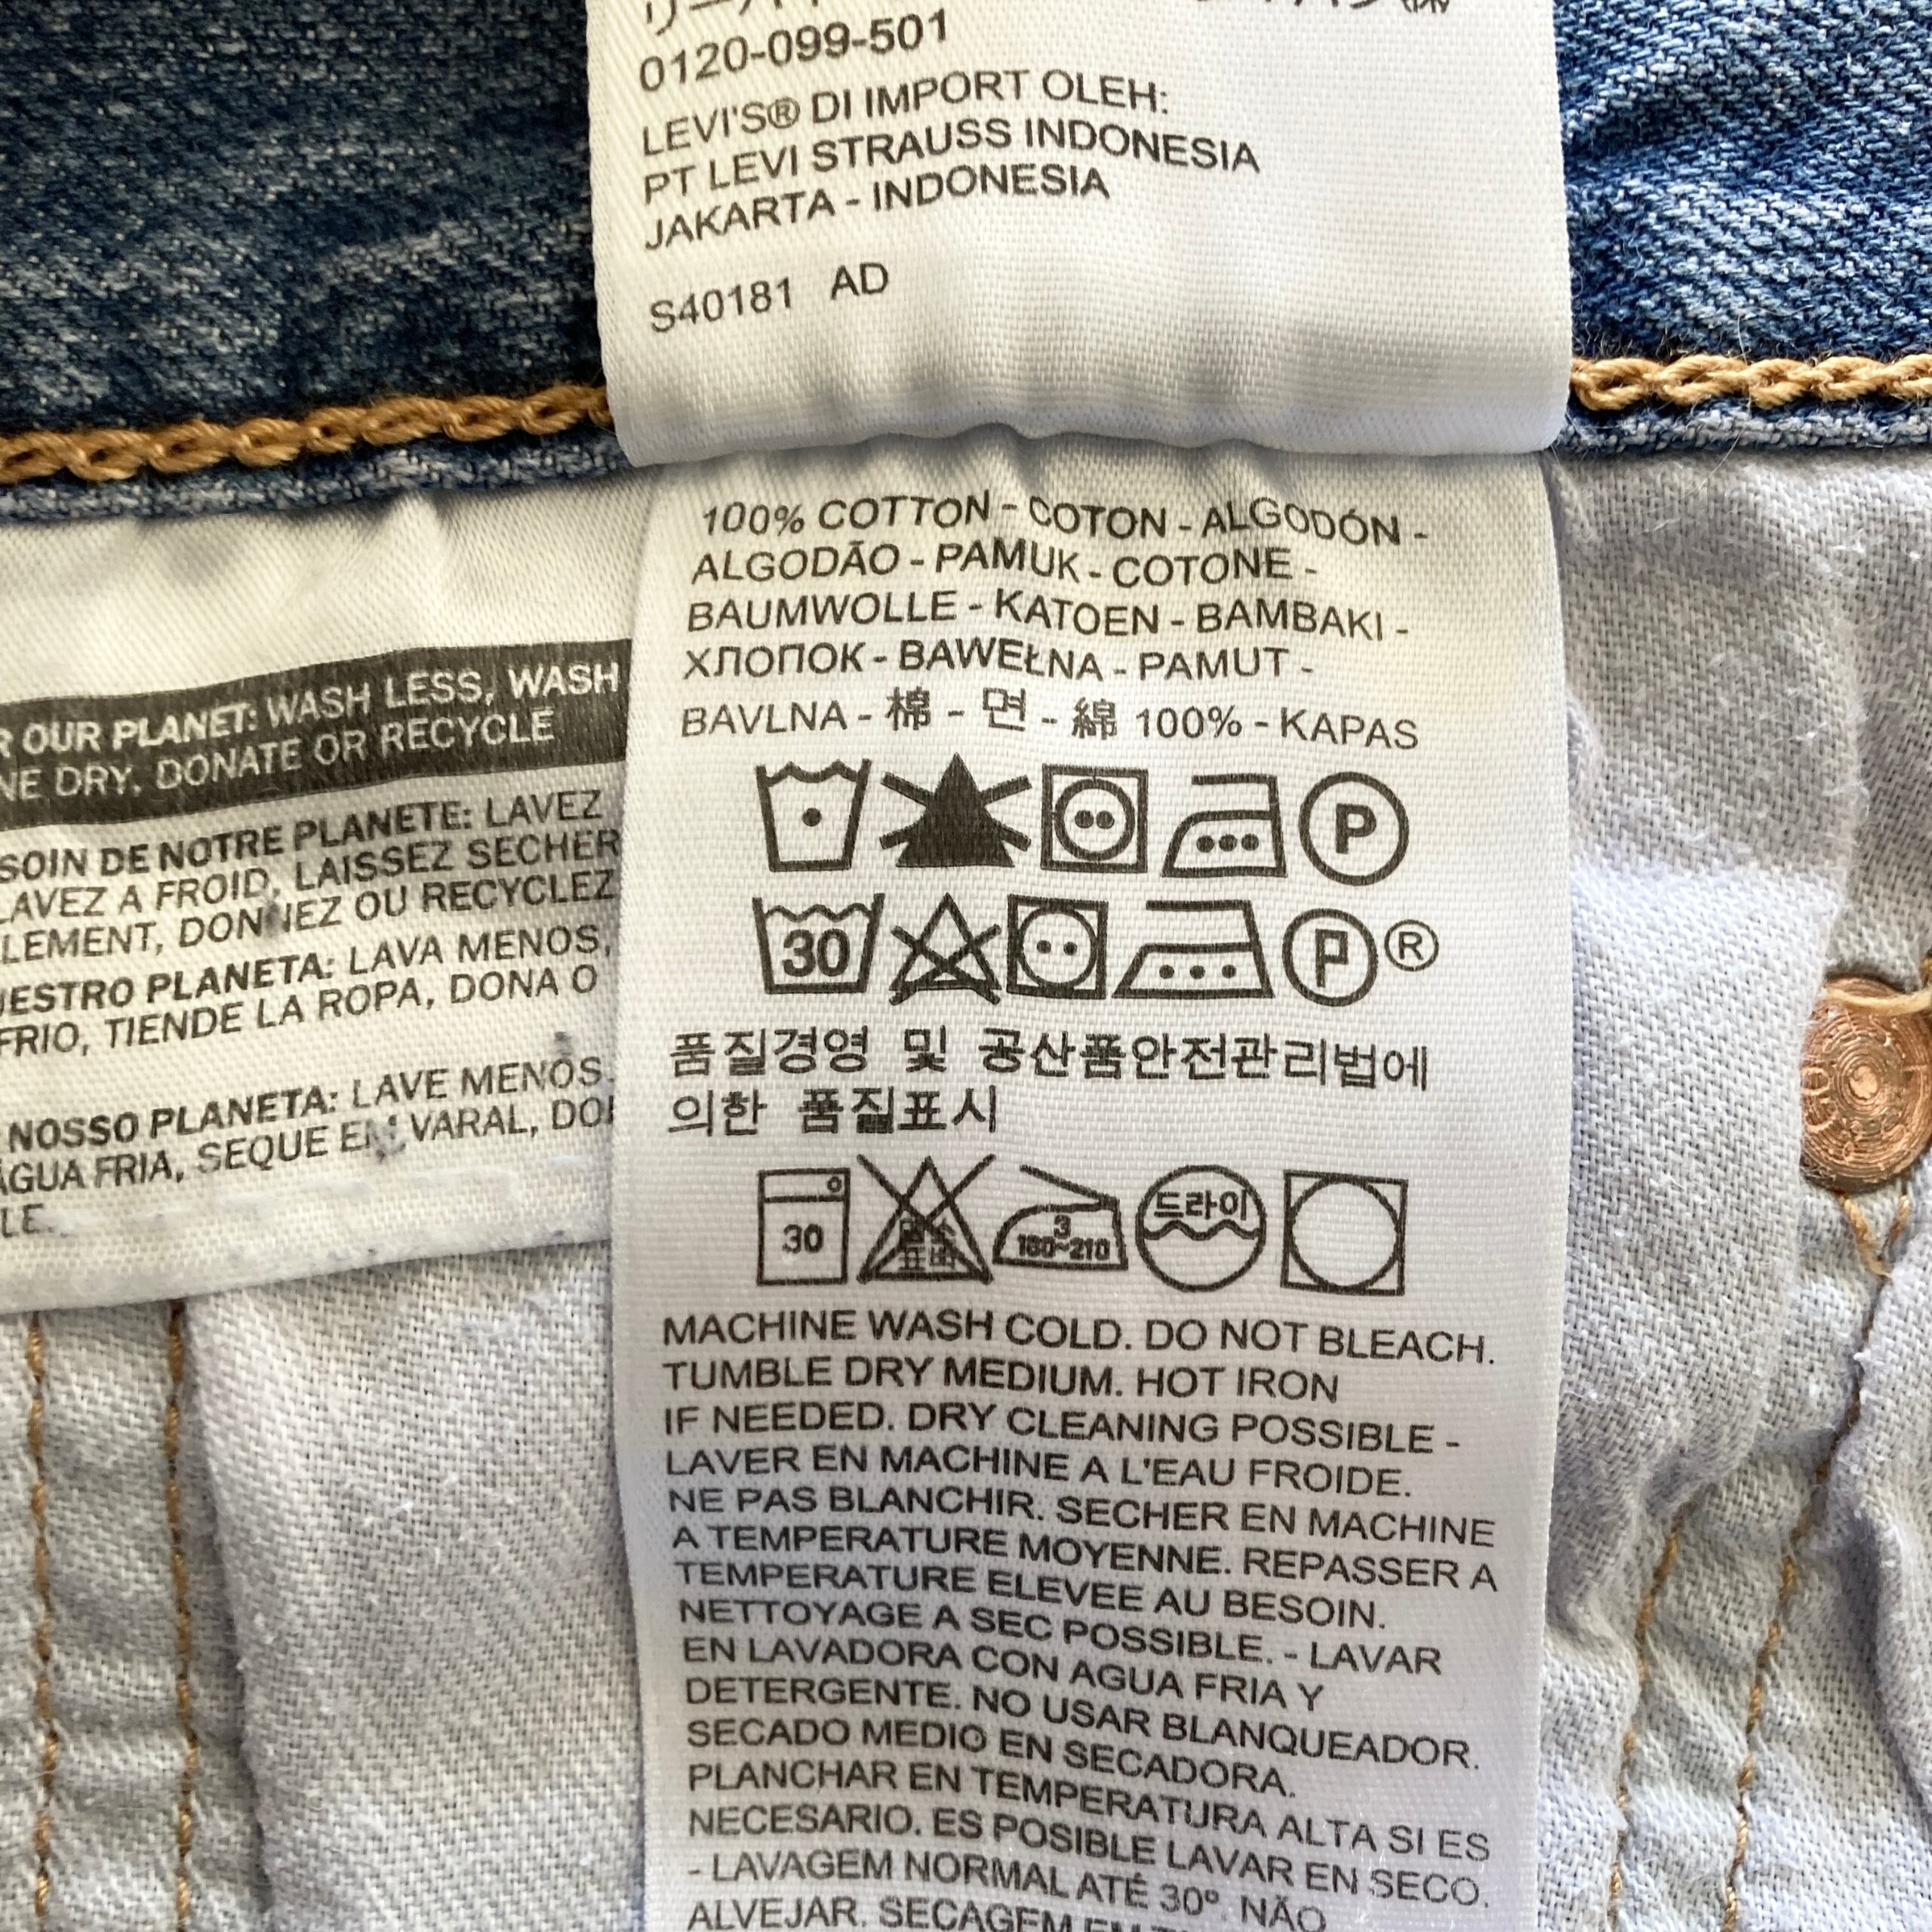 0120-099-501
LEVI'S® DI IMPORT OLEH:
PT LEVI STRAUSS INDONESIA
JAKARTA - INDONESIA
S40181 AD
OUR PLANET: WASH LESS, WASH
DRY, DONATE OR RECYCLE
SOIN DE NOTRE PLANETE: LAVEZ
LAVEZ A FROID, LAISSEZ SECHER
DONNEZ OU RECYCLEZ
PLANETA: LAVA MENOS,
FRIO, TIENDE LA ROPA, DONA O
NOSSO PLANETA: LAVE MENOS.
ÁGUA FRIA, SEQUE EM VARAL,
100% COTTON - COTON - ALGODÓN -
ALGODÃO - PAMUK - COTONE -
BAUMWOLLE - KATOEN - BAMBAKI -
ХЛОПОК - BAWEŁNA - PAMUT -
BAVLNA - 棉 - 면 - 綿 100% - KAPAS
P
30 P ®
품질경영 및 공산품안전관리법에
의한 품질표시
30 3 180~210 드라이
MACHINE WASH COLD. DO NOT BLEACH.
TUMBLE DRY MEDIUM. HOT IRON
IF NEEDED. DRY CLEANING POSSIBLE -
LAVER EN MACHINE A L'EAU FROIDE.
NE PAS BLANCHIR. SECHER EN MACHINE
A TEMPERATURE MOYENNE. REPASSER A
TEMPERATURE ELEVEE AU BESOIN.
NETTOYAGE A SEC POSSIBLE. - LAVAR
EN LAVADORA CON AGUA FRIA Y
DETERGENTE. NO USAR BLANQUEADOR.
SECADO MEDIO EN SECADORA.
PLANCHAR EN TEMPERATURA ALTA SI ES
NECESARIO. ES POSIBLE LAVAR EN SECO.
- LAVAGEM NORMAL ATÉ 30º. NÃO
ALVEJAR. SECAGEM